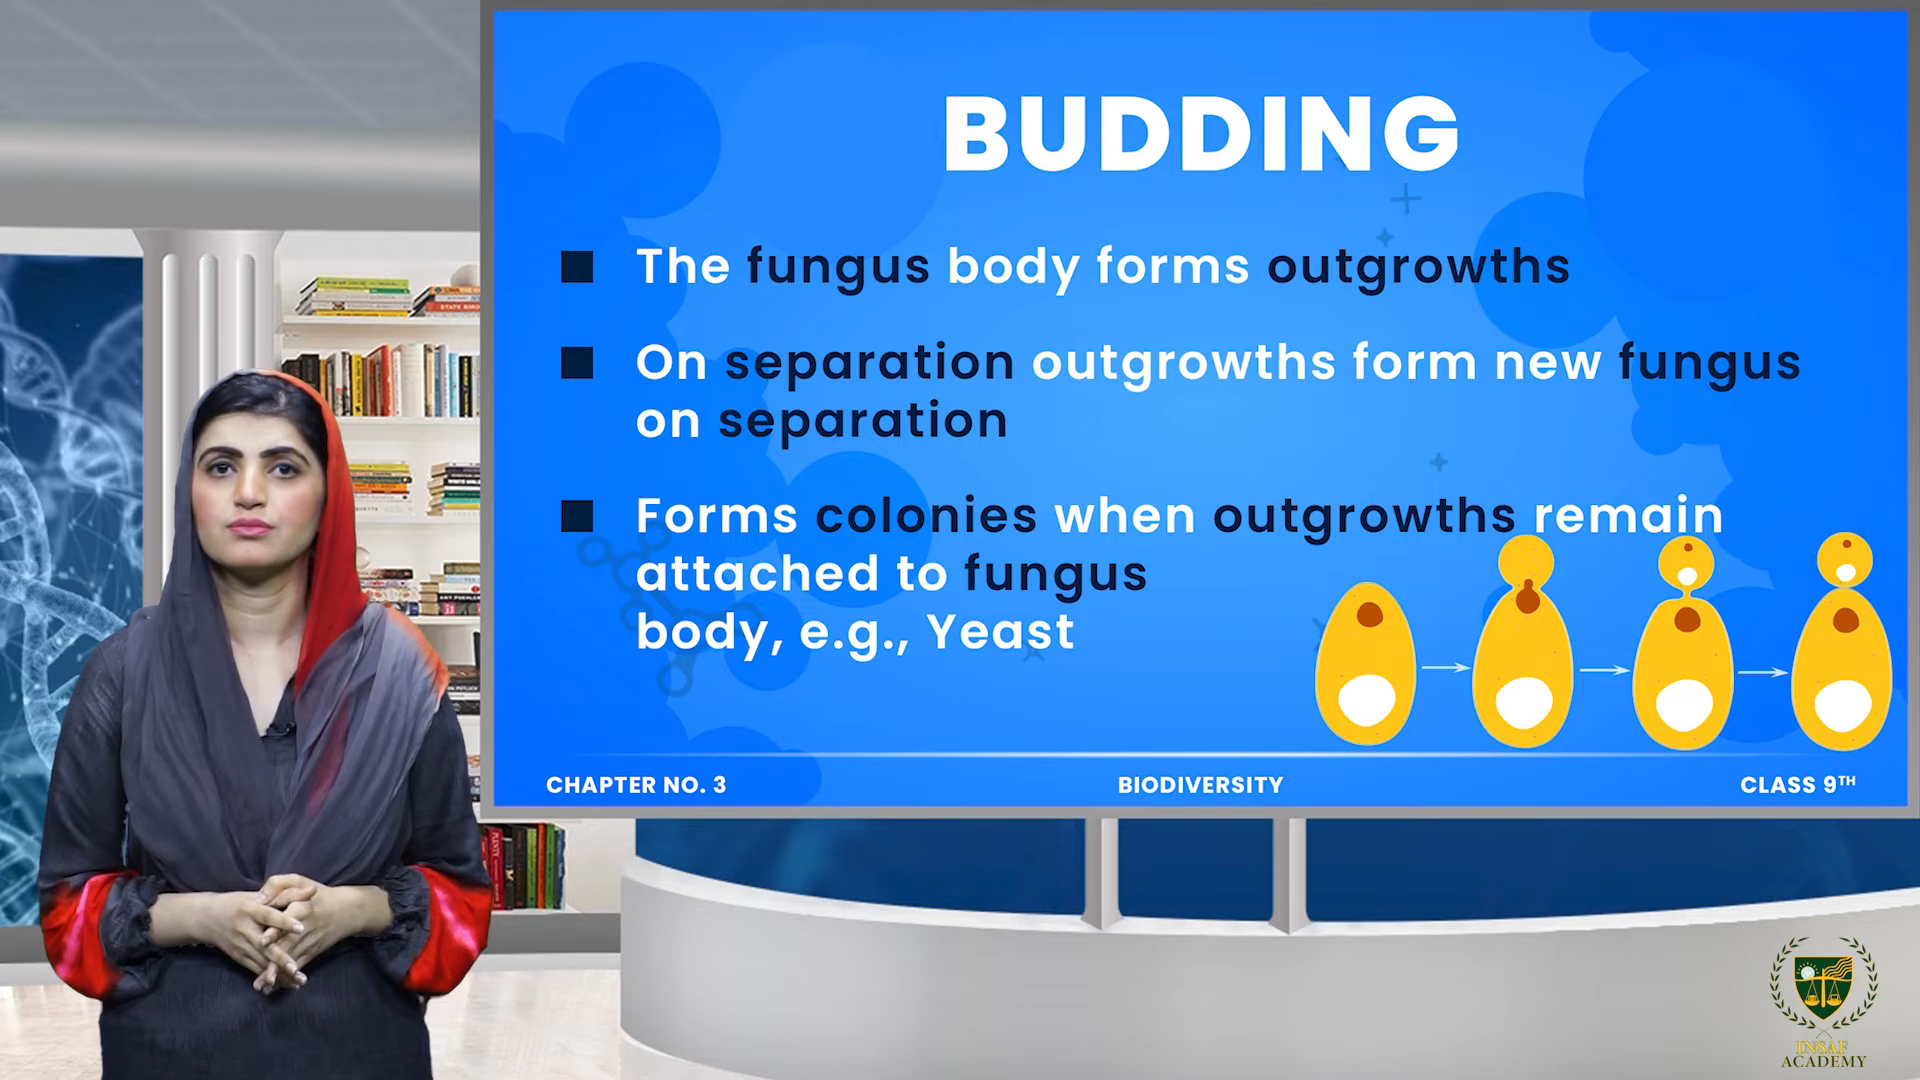 BUDDING
The fungus body forms outgrowths
On separation outgrowths form new fungus
on separation
Forms colonies when outgrowths remain
attached to fungus
body, e.g., Yeast
CHAPTER NO. 3
BIODIVERSITY
CLASS 9TH
INSAF
ACADEMY